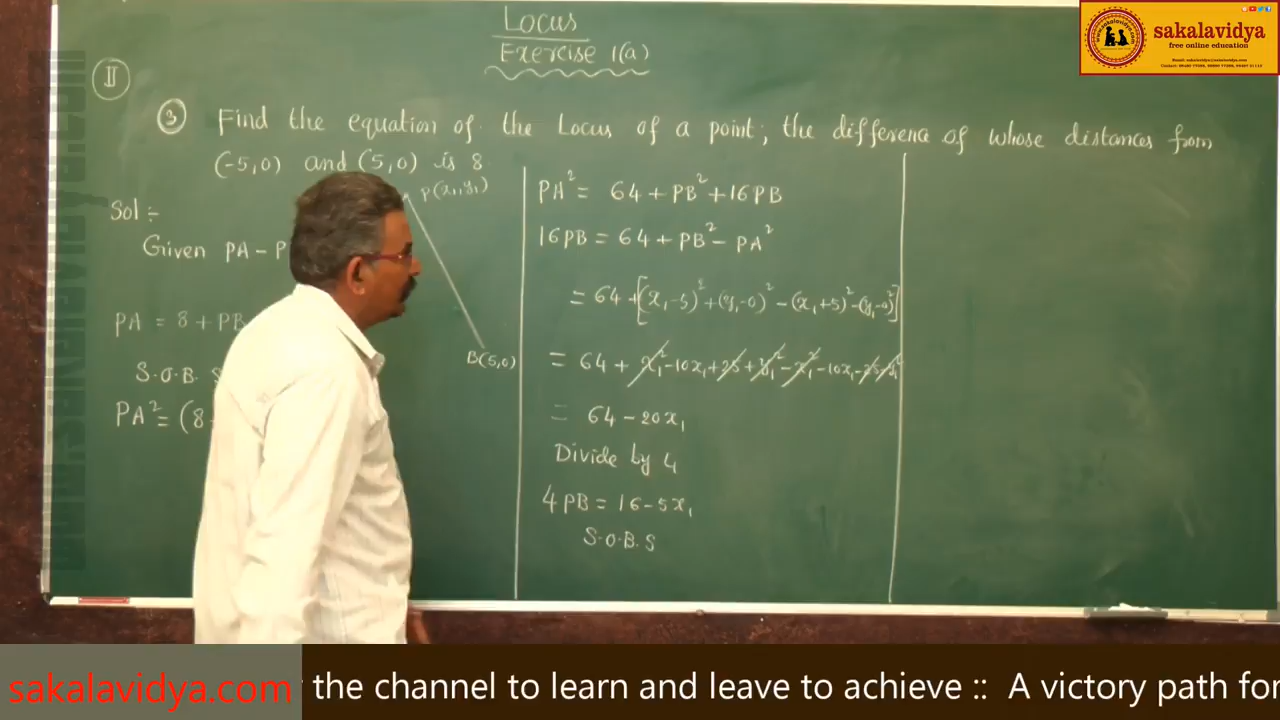 Locus
Exercise 1(a)
II
3 Find the equation of the Locus of a point, the difference of whose distances from
(-5,0) and (5,0) is 8
Sol :-
Given PA - P
P(x₁,y₁)
PA = 8 + PB
B(5,0)
S.O.B. S
PA² = (8
PA² = 64 + PB² + 16PB
16PB = 64 + PB² - PA²
= 64 + [(x₁-5)² + (y₁-0)² - (x₁+5)² - (y₁-0)²]
= 64 + x₁² - 10x₁ + 25 + y₁² - x₁² - 10x₁ - 25 - y₁²
= 64 - 20x₁
Divide by 4
4PB = 16 - 5x₁
S.O.B.S
sakalavidya
free online education
sakalavidya.com
the channel to learn and leave to achieve :: A victory path for